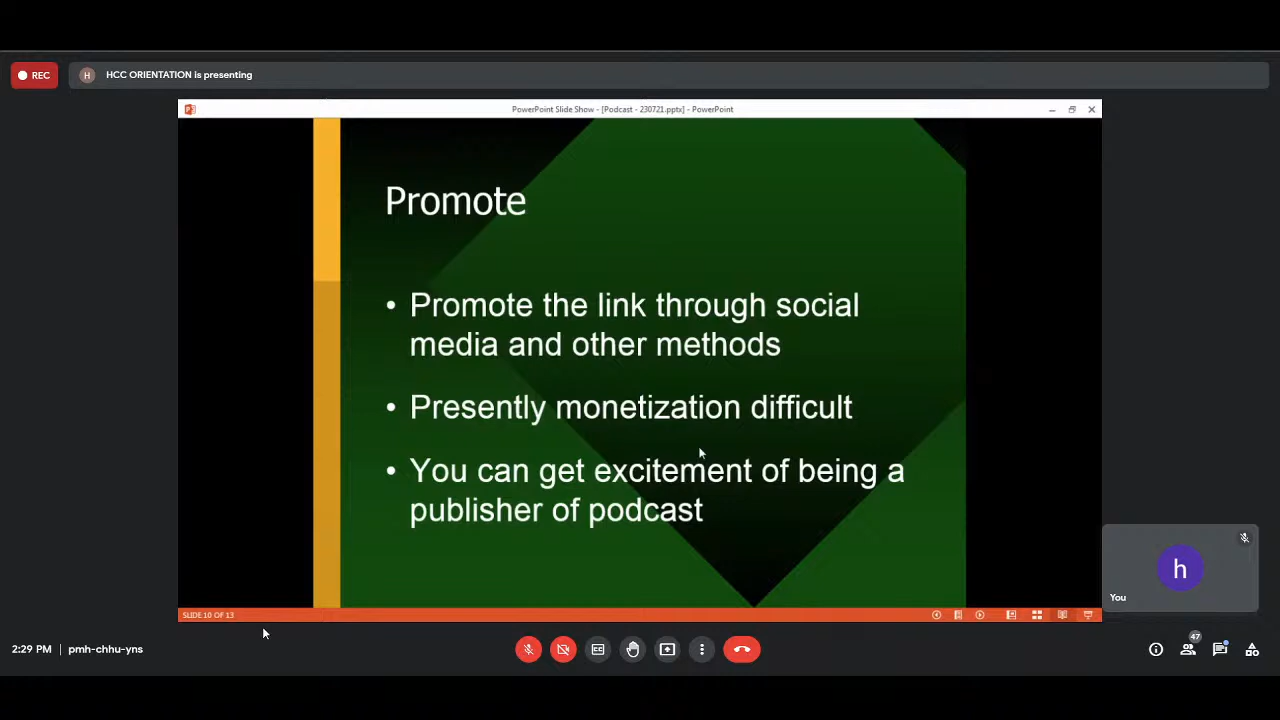 REC
H
HCC ORIENTATION is presenting
PowerPoint Slide Show - [Podcast - 230721.pptx] - PowerPoint
Promote
• Promote the link through social
media and other methods
• Presently monetization difficult
• You can get excitement of being a
publisher of podcast
h
You
SLIDE 10 OF 13
2:29 PM | pmh-chhu-yns
CC
47